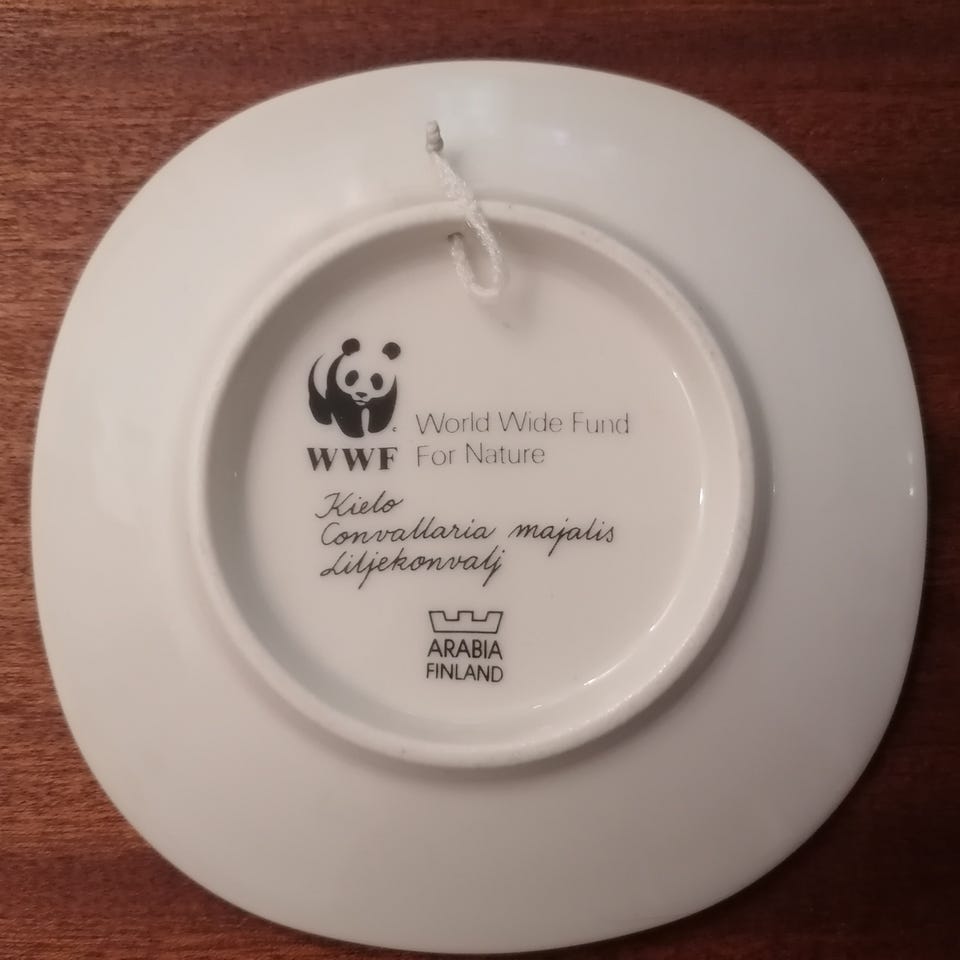 World Wide Fund
WWF For Nature
Kielo
Convallaria majalis
Liljekonvalj
ARABIA
FINLAND